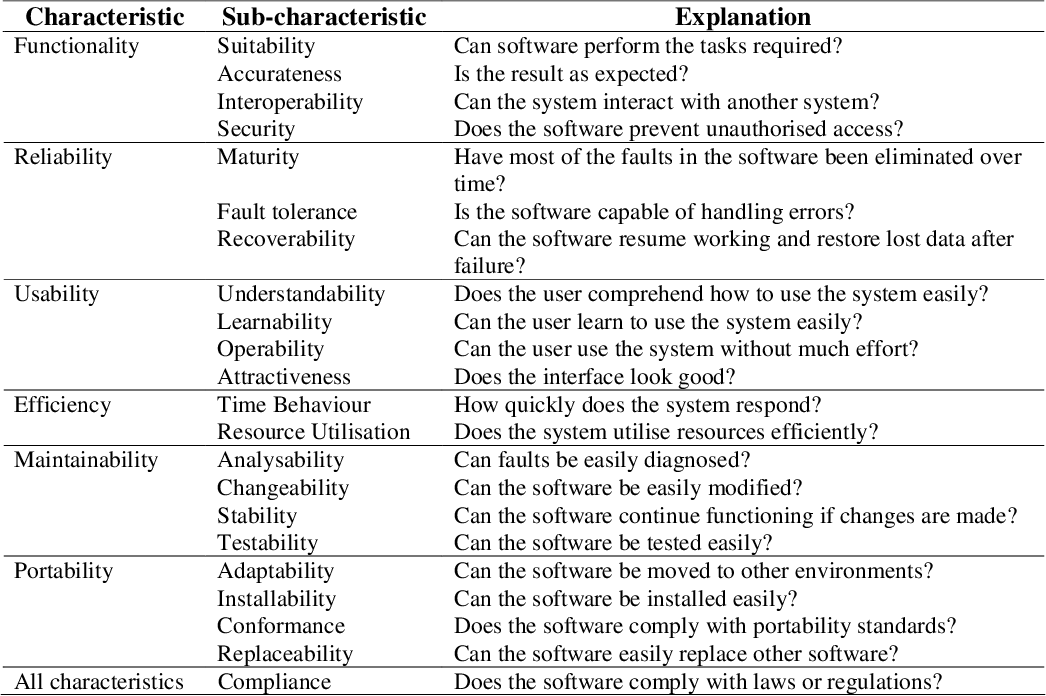 Characteristic Sub-characteristic Explanation
Functionality Suitability Can software perform the tasks required?
Accurateness Is the result as expected?
Interoperability Can the system interact with another system?
Security Does the software prevent unauthorised access?
Reliability Maturity Have most of the faults in the software been eliminated over
time?
Fault tolerance Is the software capable of handling errors?
Recoverability Can the software resume working and restore lost data after
failure?
Usability Understandability Does the user comprehend how to use the system easily?
Learnability Can the user learn to use the system easily?
Operability Can the user use the system without much effort?
Attractiveness Does the interface look good?
Efficiency Time Behaviour How quickly does the system respond?
Resource Utilisation Does the system utilise resources efficiently?
Maintainability Analysability Can faults be easily diagnosed?
Changeability Can the software be easily modified?
Stability Can the software continue functioning if changes are made?
Testability Can the software be tested easily?
Portability Adaptability Can the software be moved to other environments?
Installability Can the software be installed easily?
Conformance Does the software comply with portability standards?
Replaceability Can the software easily replace other software?
All characteristics Compliance Does the software comply with laws or regulations?